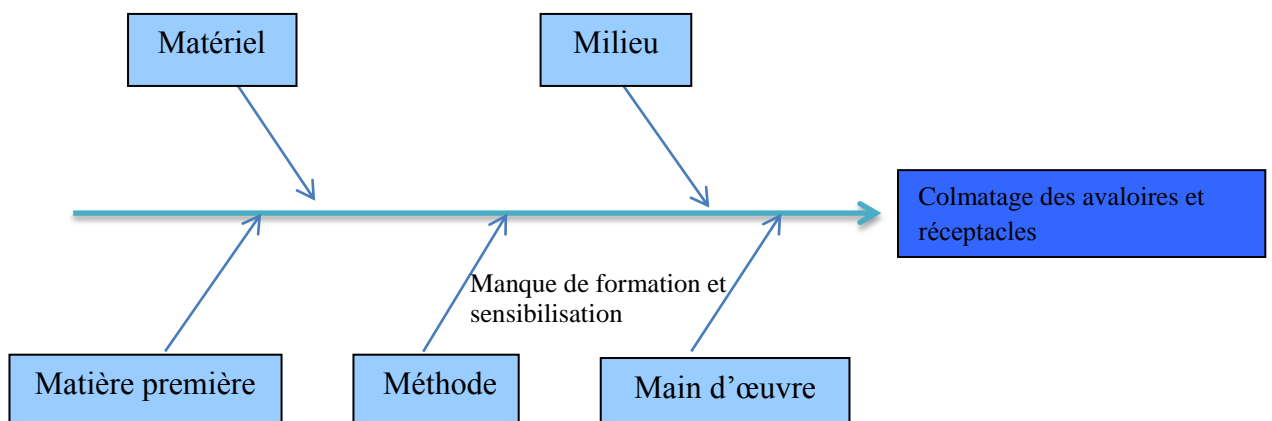 Matériel
Milieu
Colmatage des avaloires et
réceptacles
Manque de formation et
sensibilisation
Matière première
Méthode
Main d’œuvre